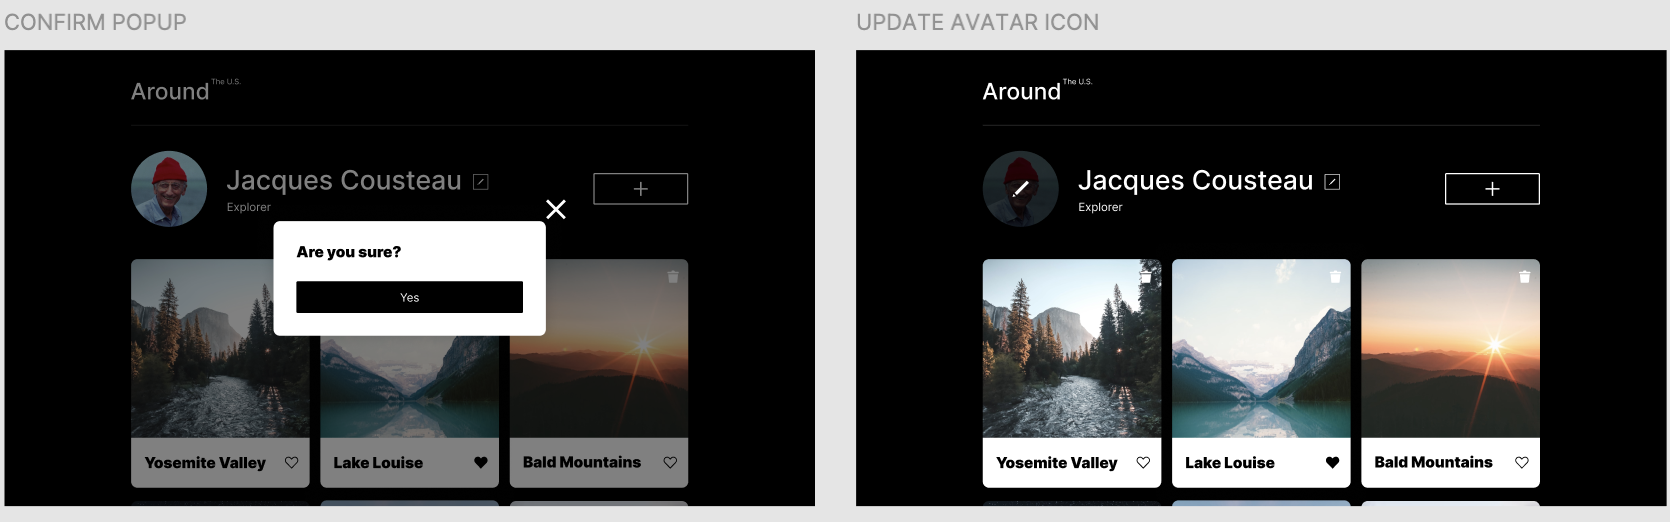 CONFIRM POPUP
Around The U.S.
Jacques Cousteau
Explorer
Are you sure?
Yes
Yosemite Valley
Lake Louise
Bald Mountains
UPDATE AVATAR ICON
Around The U.S.
Jacques Cousteau
Explorer
Yosemite Valley
Lake Louise
Bald Mountains